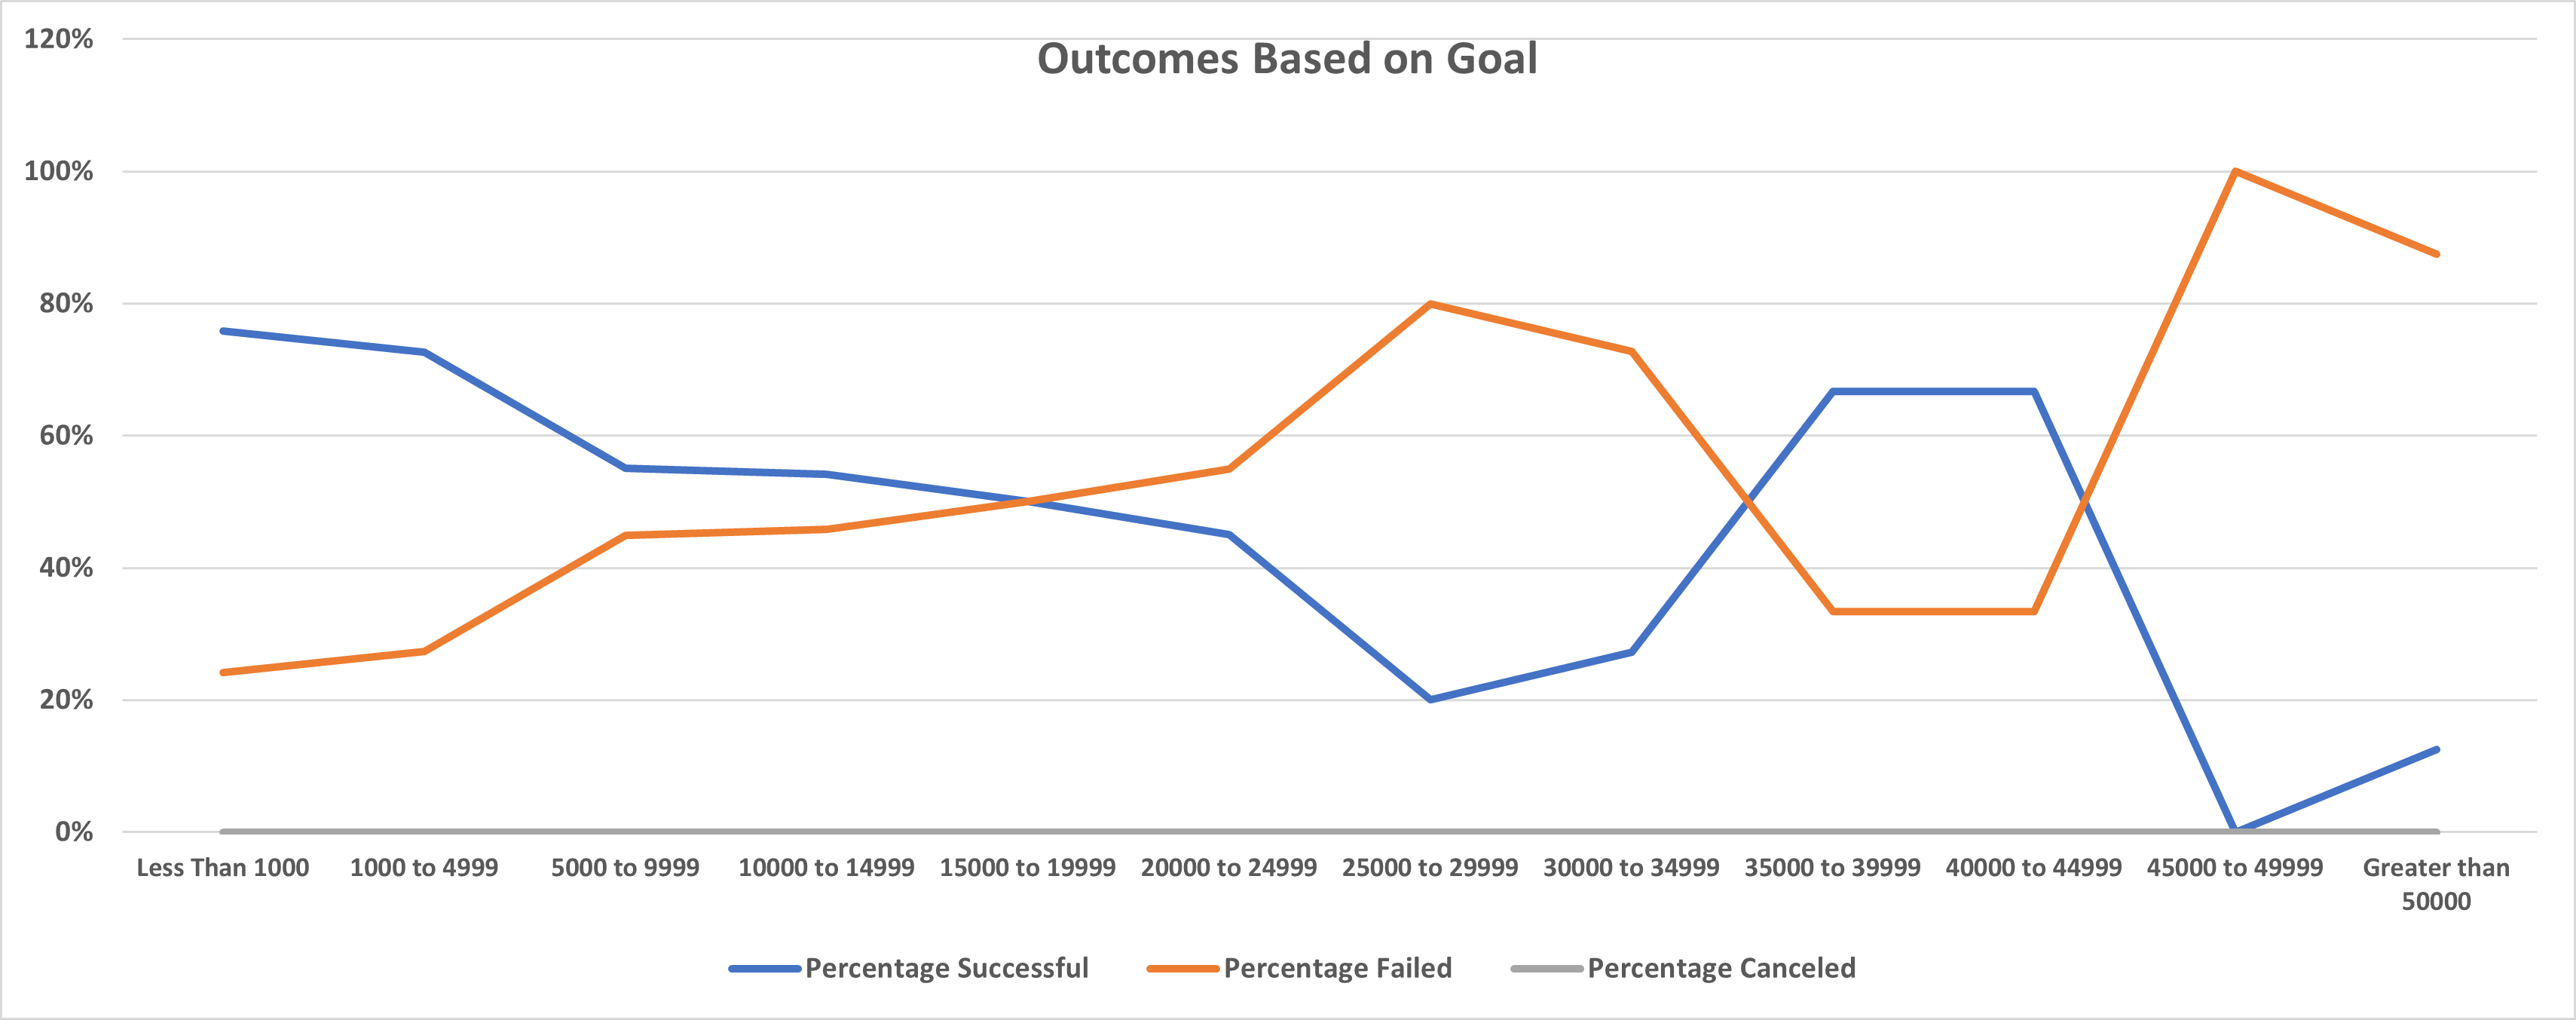 Outcomes Based on Goal
120%
100%
80%
60%
40%
20%
0%
Less Than 1000
1000 to 4999
5000 to 9999
10000 to 14999
15000 to 19999
20000 to 24999
25000 to 29999
30000 to 34999
35000 to 39999
40000 to 44999
45000 to 49999
Greater than
50000
Percentage Successful
Percentage Failed
Percentage Canceled